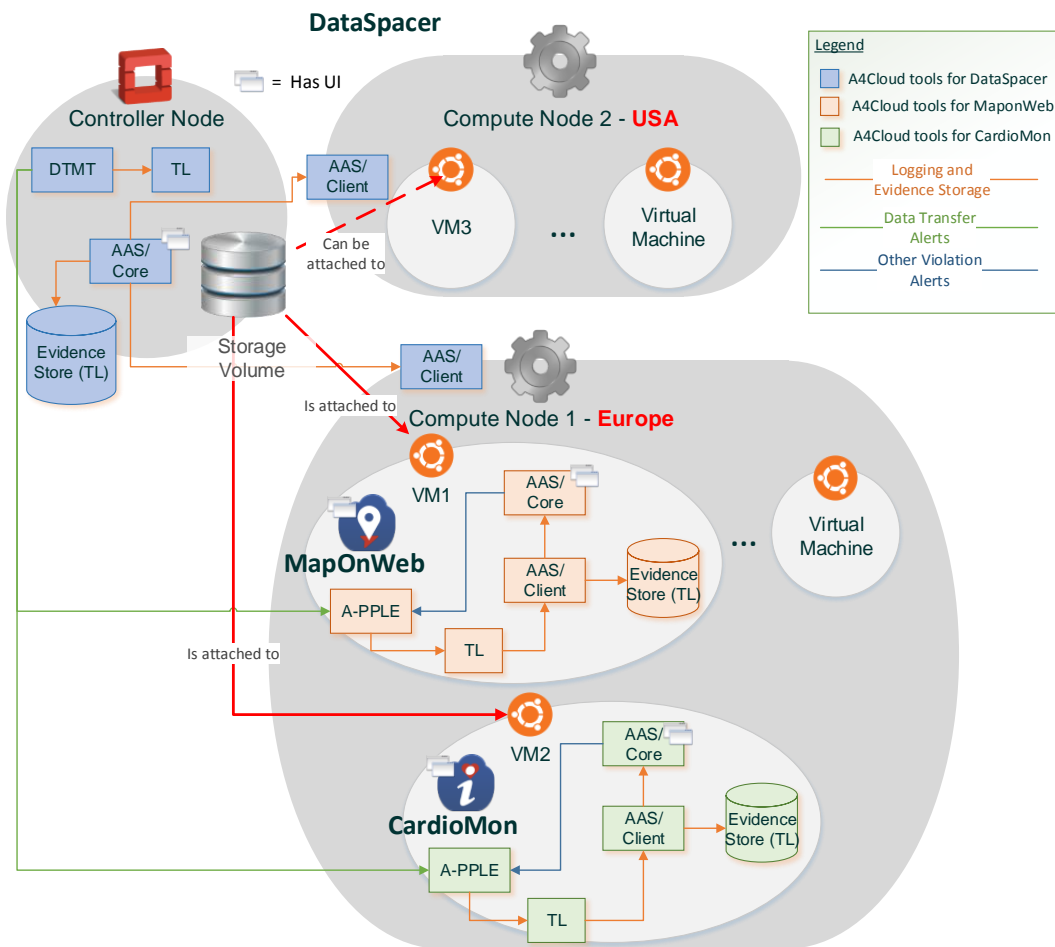 DataSpacer
= Has UI
Controller Node
DTMT
TL
AAS/
Client
AAS/
Core
Evidence
Store (TL)
Storage
Volume
Compute Node 2 - USA
VM3
...
Virtual
Machine
Can be
attached to
Legend
A4Cloud tools for DataSpacer
A4Cloud tools for MaponWeb
A4Cloud tools for CardioMon
Logging and
Evidence Storage
Data Transfer
Alerts
Other Violation
Alerts
AAS/
Client
Is attached to
Compute Node 1 - Europe
VM1
AAS/
Core
MapOnWeb
AAS/
Client
Evidence
Store (TL)
A-PPLE
TL
...
Virtual
Machine
Is attached to
VM2
AAS/
Core
CardioMon
AAS/
Client
Evidence
Store (TL)
A-PPLE
TL